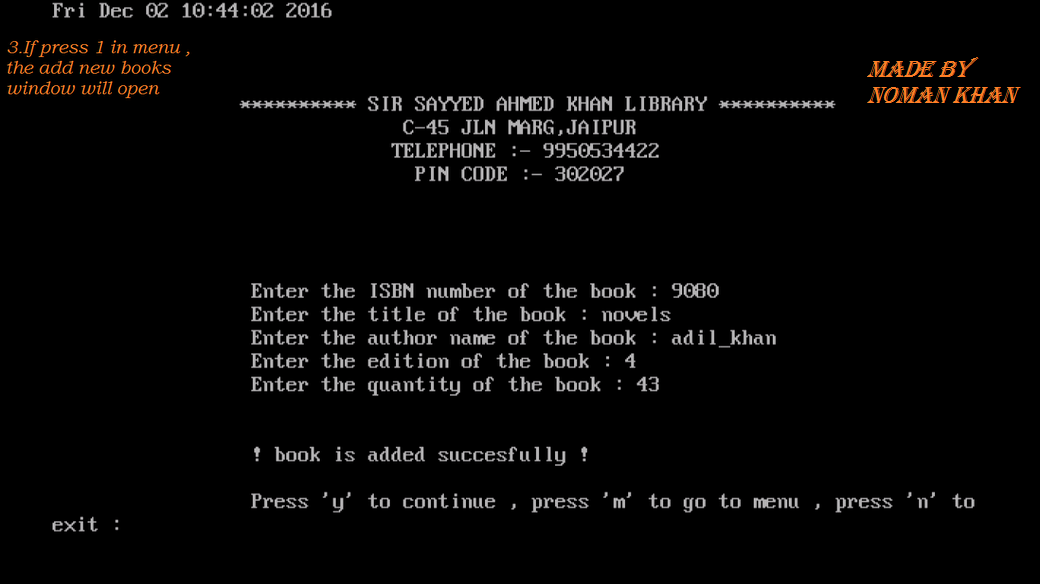 Fri Dec 02 10:44:02 2016
3.If press 1 in menu ,
the add new books
window will open
MADE BY
NOMAN KHAN
********** SIR SAYYED AHMED KHAN LIBRARY **********
C-45 JLN MARG,JAIPUR
TELEPHONE :- 9950534422
PIN CODE :- 302027
Enter the ISBN number of the book : 9080
Enter the title of the book : novels
Enter the author name of the book : adil_khan
Enter the edition of the book : 4
Enter the quantity of the book : 43
! book is added succesfully !
Press 'y' to continue , press 'm' to go to menu , press 'n' to
exit :